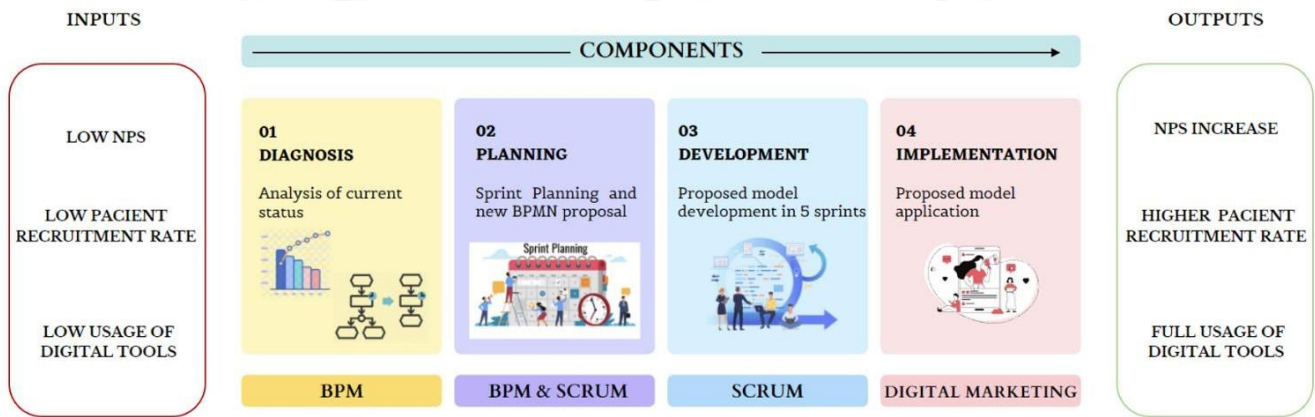 INPUTS
OUTPUTS
COMPONENTS
LOW NPS
LOW PACIENT
RECRUITMENT RATE
LOW USAGE OF
DIGITAL TOOLS
01
DIAGNOSIS
Analysis of current
status
BPM
02
PLANNING
Sprint Planning and
new BPMN proposal
Sprint Planning
BPM & SCRUM
03
DEVELOPMENT
Proposed model
development in 5 sprints
SCRUM
04
IMPLEMENTATION
Proposed model
application
DIGITAL MARKETING
NPS INCREASE
HIGHER PACIENT
RECRUITMENT RATE
FULL USAGE OF
DIGITAL TOOLS